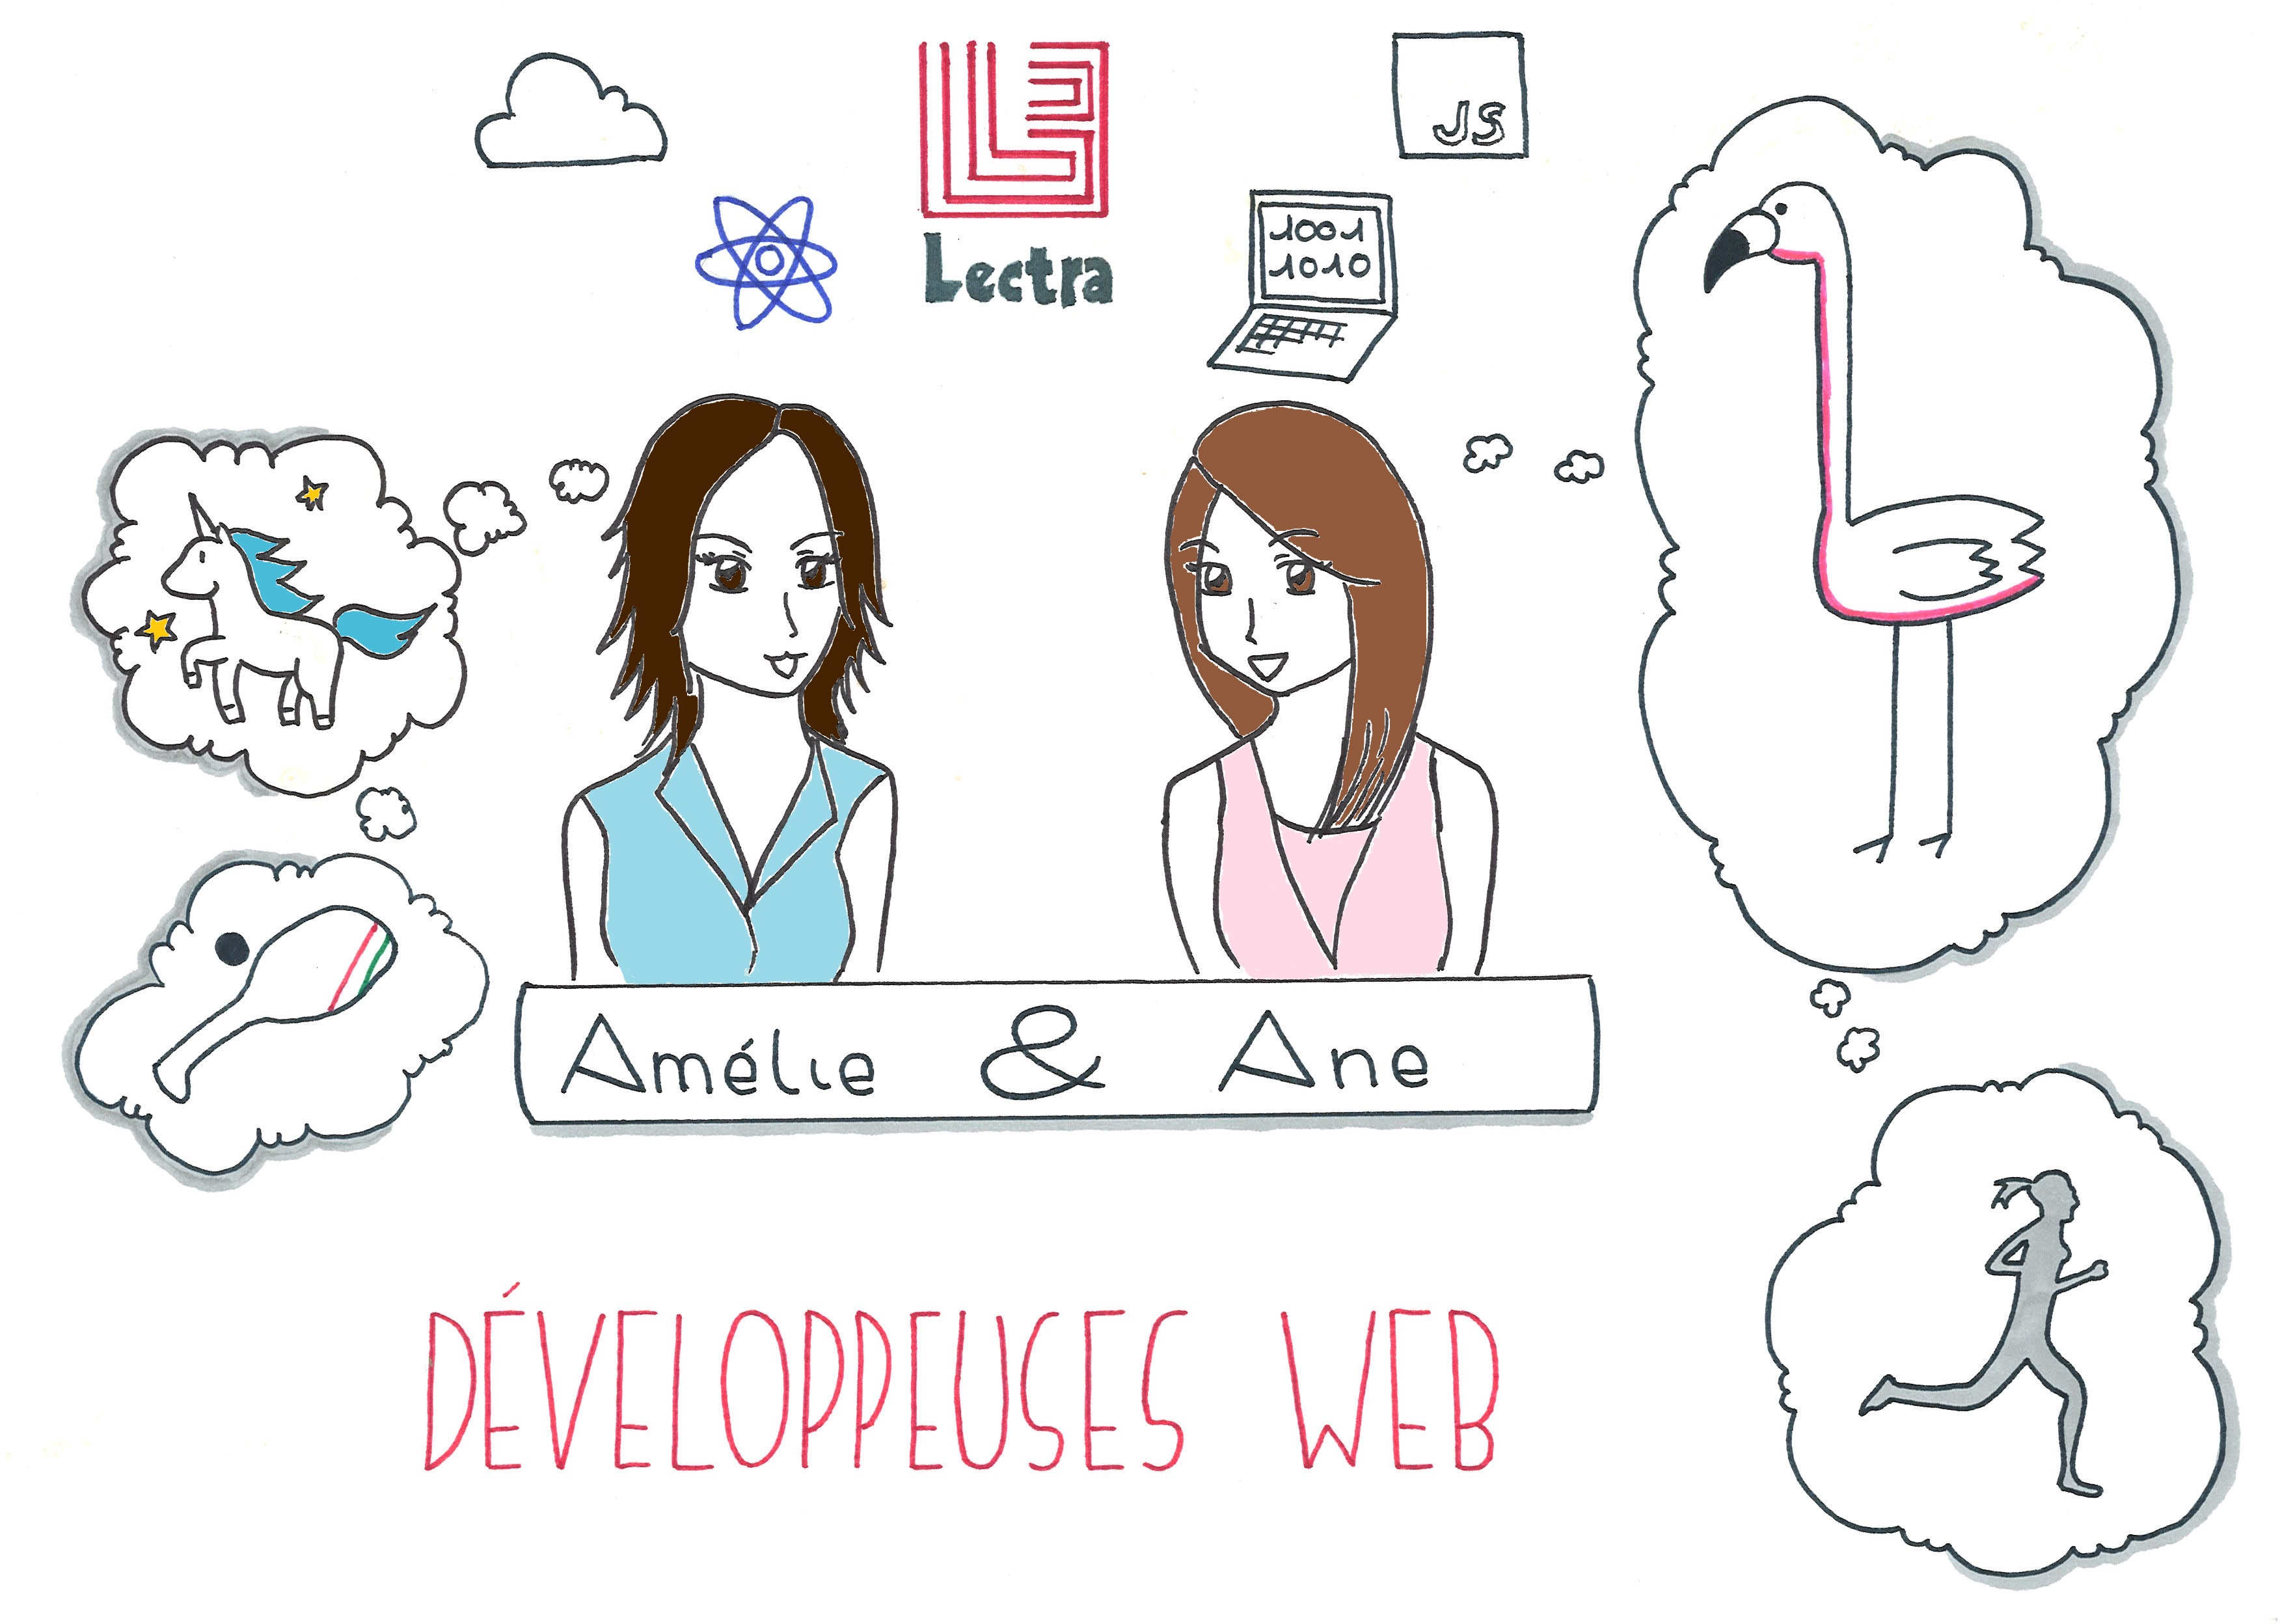 JS
Lectra
1001
1010
Amélie & Ane
DÉVELOPPEUSES WEB